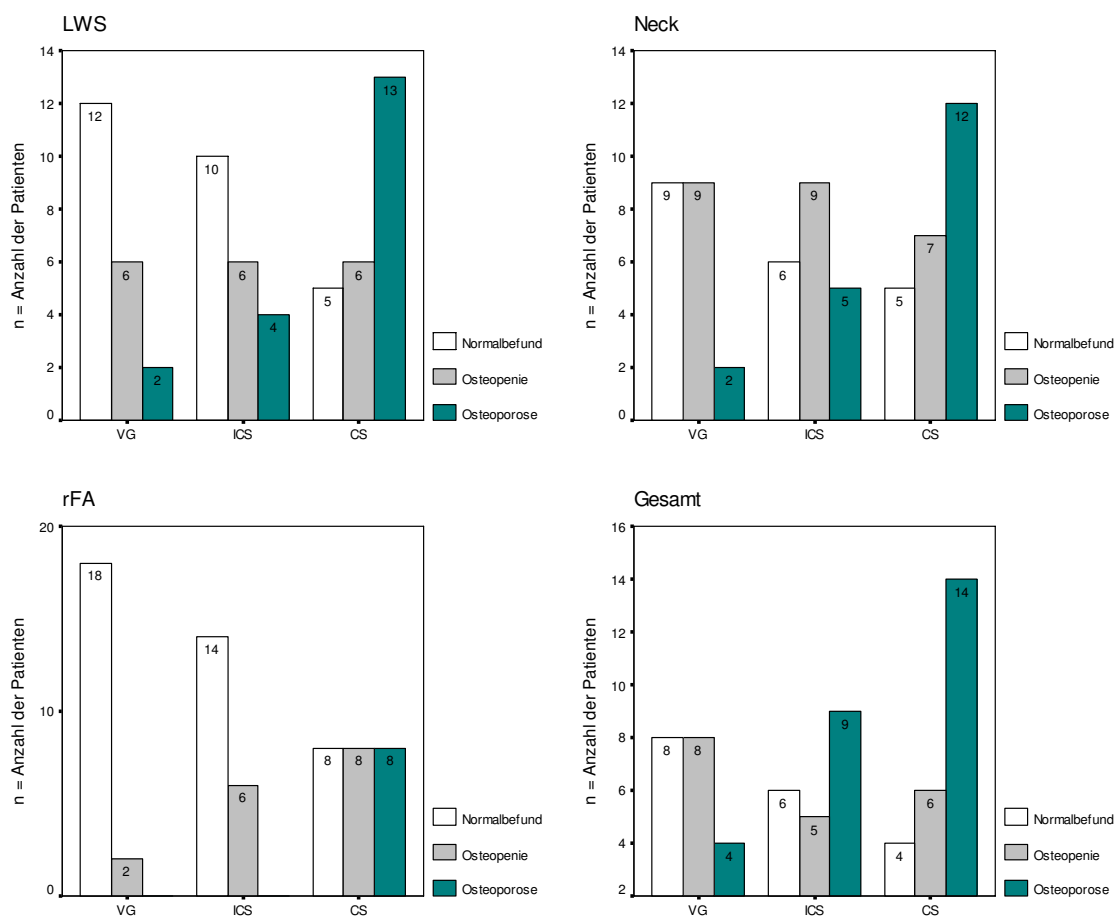 LWS
n = Anzahl der Patienten
14
12
10
8
6
4
2
0
12
6
2
10
6
4
5
6
13
VG ICS CS
Normalbefund
Osteopenie
Osteoporose
Neck
n = Anzahl der Patienten
14
12
10
8
6
4
2
0
9
9
2
6
9
5
5
7
12
VG ICS CS
Normalbefund
Osteopenie
Osteoporose
rFA
n = Anzahl der Patienten
20
10
0
18
2
14
6
8
8
8
VG ICS CS
Normalbefund
Osteopenie
Osteoporose
Gesamt
n = Anzahl der Patienten
16
14
12
10
8
6
4
2
8
8
4
6
5
9
4
6
14
VG ICS CS
Normalbefund
Osteopenie
Osteoporose